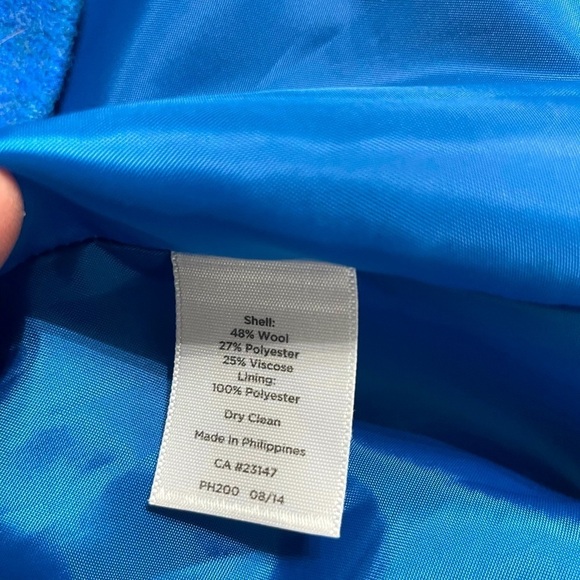 Shell:
48% Wool
27% Polyester
25% Viscose
Lining:
100% Polyester
Dry Clean
Made In Philippines
CA #23147
PH200 08/14